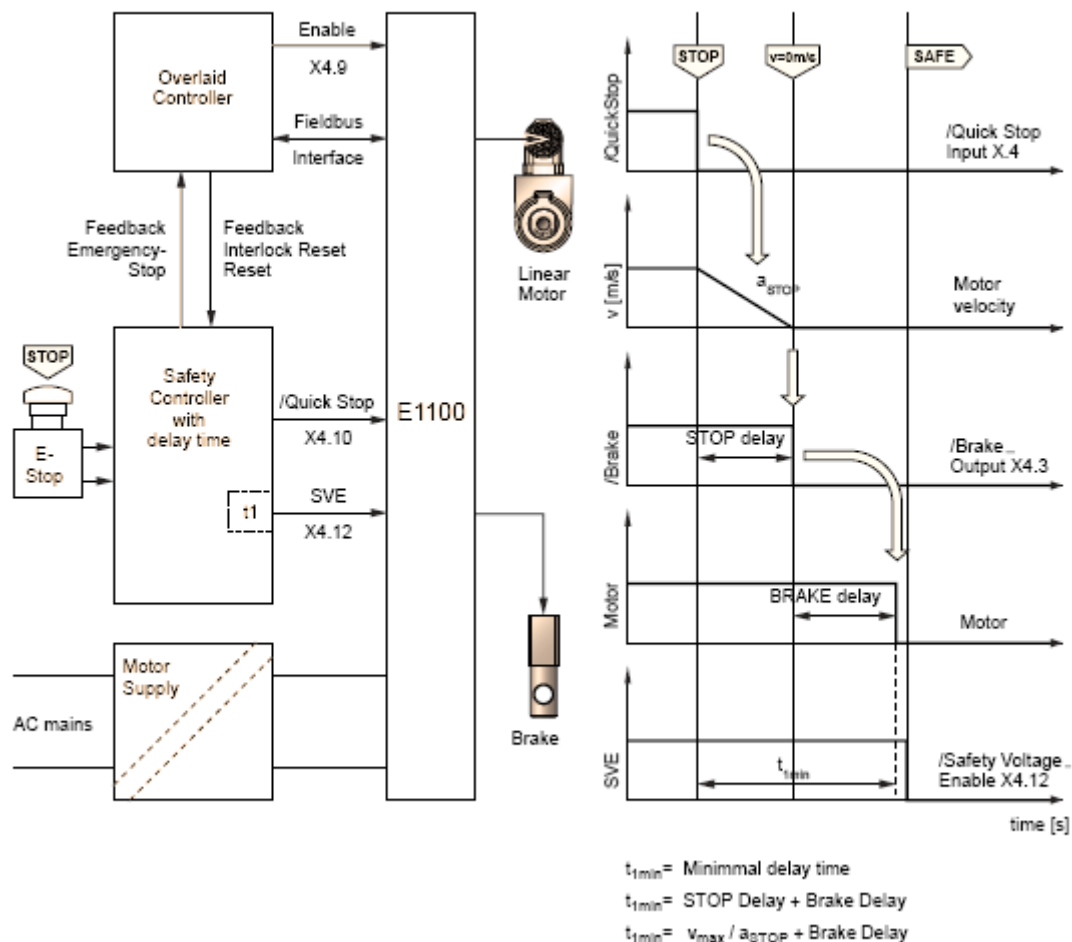 Overlaid
Controller
Enable
X4.9
Fieldbus
Interface
Feedback
Emergency-
Stop
Feedback
Interlock Reset
Reset
STOP
E-
Stop
Safety
Controller
with
delay time
t1
/Quick Stop
X4.10
SVE
X4.12
E1100
Linear
Motor
Brake
Motor
Supply
AC mains
STOP
v=0m/s
SAFE
/QuickStop
/Quick Stop
Input X.4
v [m/s]
aSTOP
Motor
velocity
/Brake
STOP delay
/Brake_
Output X4.3
Motor
BRAKE delay
Motor
SVE
t1min
/Safety Voltage_
Enable X4.12
time [s]
t1min= Minimmal delay time
t1min= STOP Delay + Brake Delay
t1min= vmax / aSTOP + Brake Delay